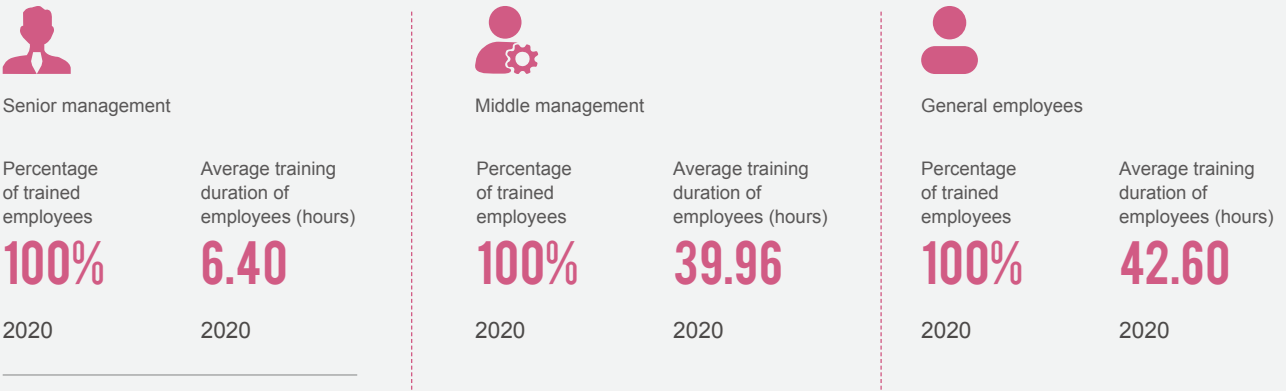 Senior management
Percentage
of trained
employees
100%
2020
Average training
duration of
employees (hours)
6.40
2020
Middle management
Percentage
of trained
employees
100%
2020
Average training
duration of
employees (hours)
39.96
2020
General employees
Percentage
of trained
employees
100%
2020
Average training
duration of
employees (hours)
42.60
2020